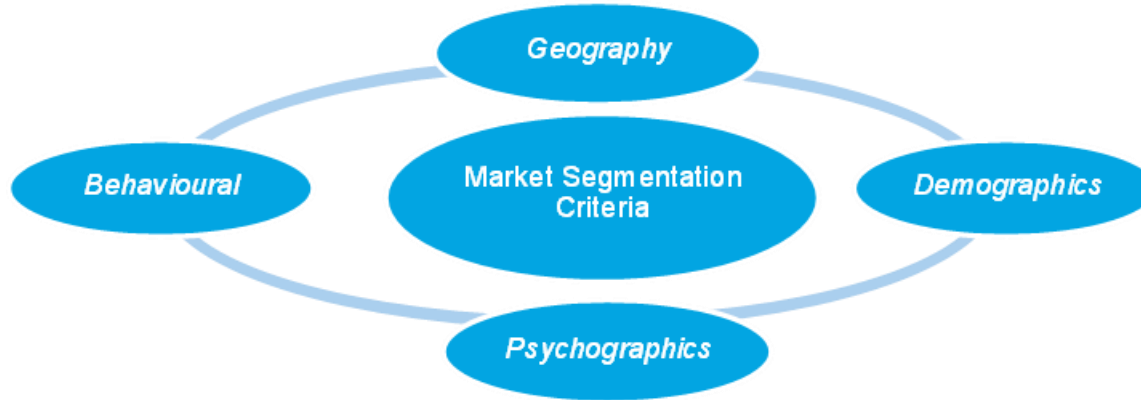 Geography
Behavioural
Market Segmentation
Criteria
Demographics
Psychographics